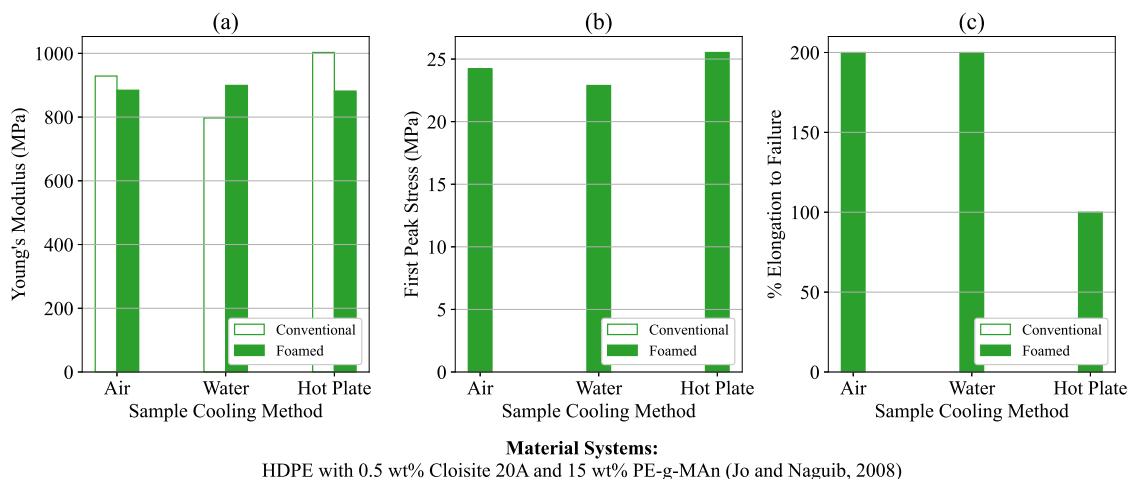 (a)
Young's Modulus (MPa)
1000
800
600
400
200
0
Conventional
Foamed
Air Water Hot Plate
Sample Cooling Method
(b)
First Peak Stress (MPa)
25
20
15
10
5
0
Conventional
Foamed
Air Water Hot Plate
Sample Cooling Method
(c)
% Elongation to Failure
200
150
100
50
0
Conventional
Foamed
Air Water Hot Plate
Sample Cooling Method
Material Systems:
HDPE with 0.5 wt% Cloisite 20A and 15 wt% PE-g-MAn (Jo and Naguib, 2008)